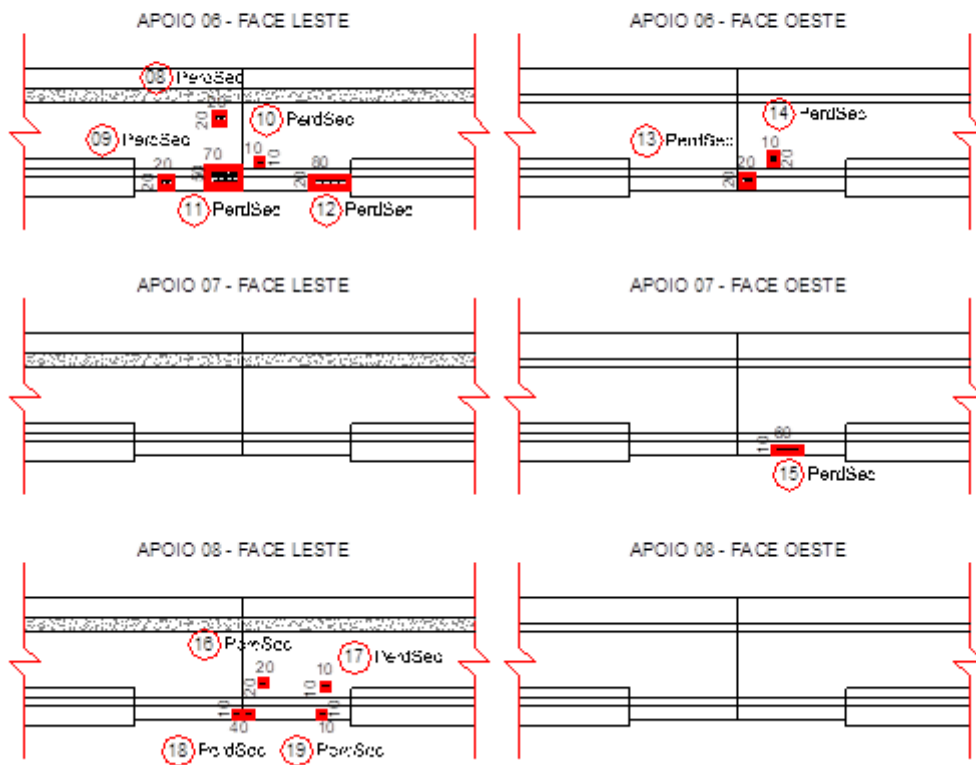 APOIO 06 - FACE LESTE
08 PerdSec
20
20
10 PerdSec
09 PerdSec
20
20
70
10
10
80
20
11 PerdSec
12 PerdSec
APOIO 06 - FACE OESTE
14 PerdSec
13 PerdSec
10
20
20
20
APOIO 07 - FACE LESTE
APOIO 07 - FACE OESTE
60
10
15 PerdSec
APOIO 08 - FACE LESTE
16 PerdSec
17 PerdSec
20
20
10
10
10
40
10
10
18 PerdSec
19 PerdSec
APOIO 08 - FACE OESTE